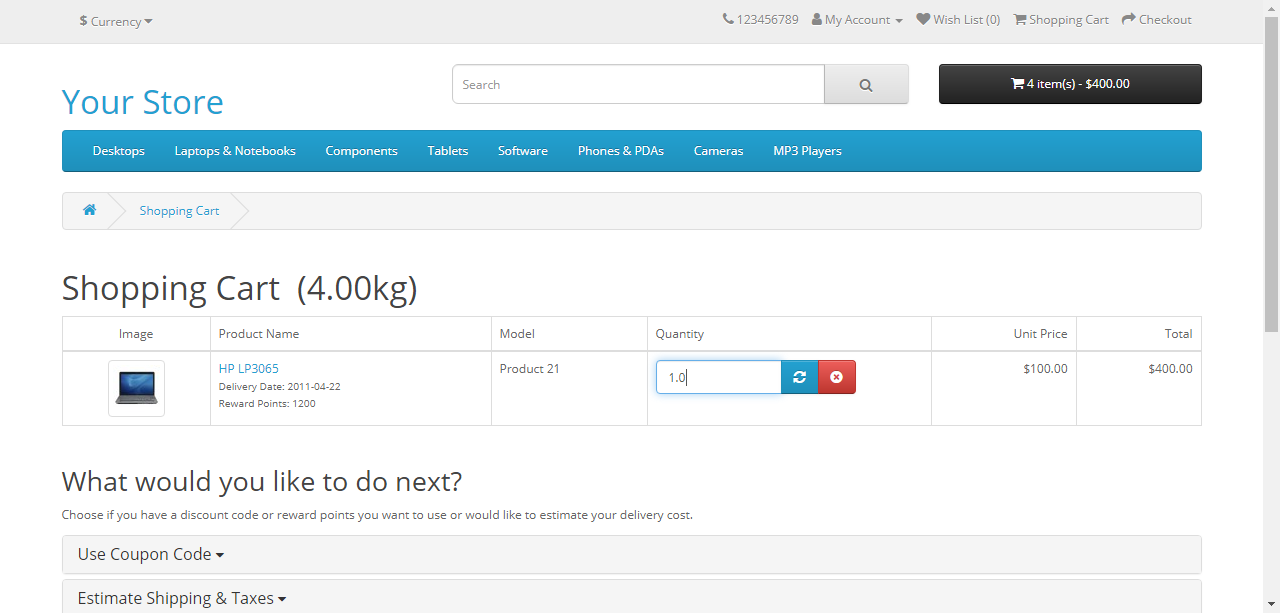 $ Currency
123456789 My Account Wish List (0) Shopping Cart Checkout
Your Store
Search
4 item(s) - $400.00
Desktops Laptops & Notebooks Components Tablets Software Phones & PDAs Cameras MP3 Players
Shopping Cart
Shopping Cart (4.00kg)
Image Product Name Model Quantity Unit Price Total
HP LP3065 Product 21 1.0 $100.00 $400.00
Delivery Date: 2011-04-22
Reward Points: 1200
What would you like to do next?
Choose if you have a discount code or reward points you want to use or would like to estimate your delivery cost.
Use Coupon Code
Estimate Shipping & Taxes